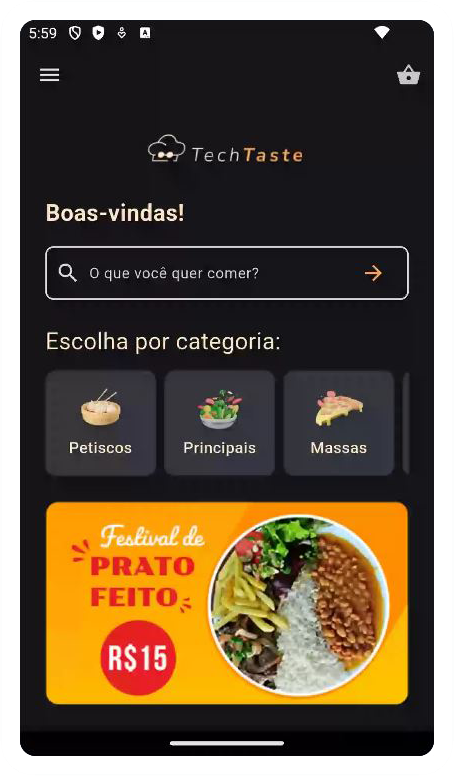 5:59
TechTaste
Boas-vindas!
O que você quer comer?
Escolha por categoria:
Petiscos
Principais
Massas
Festival de
PRATO
FEITO
R$15